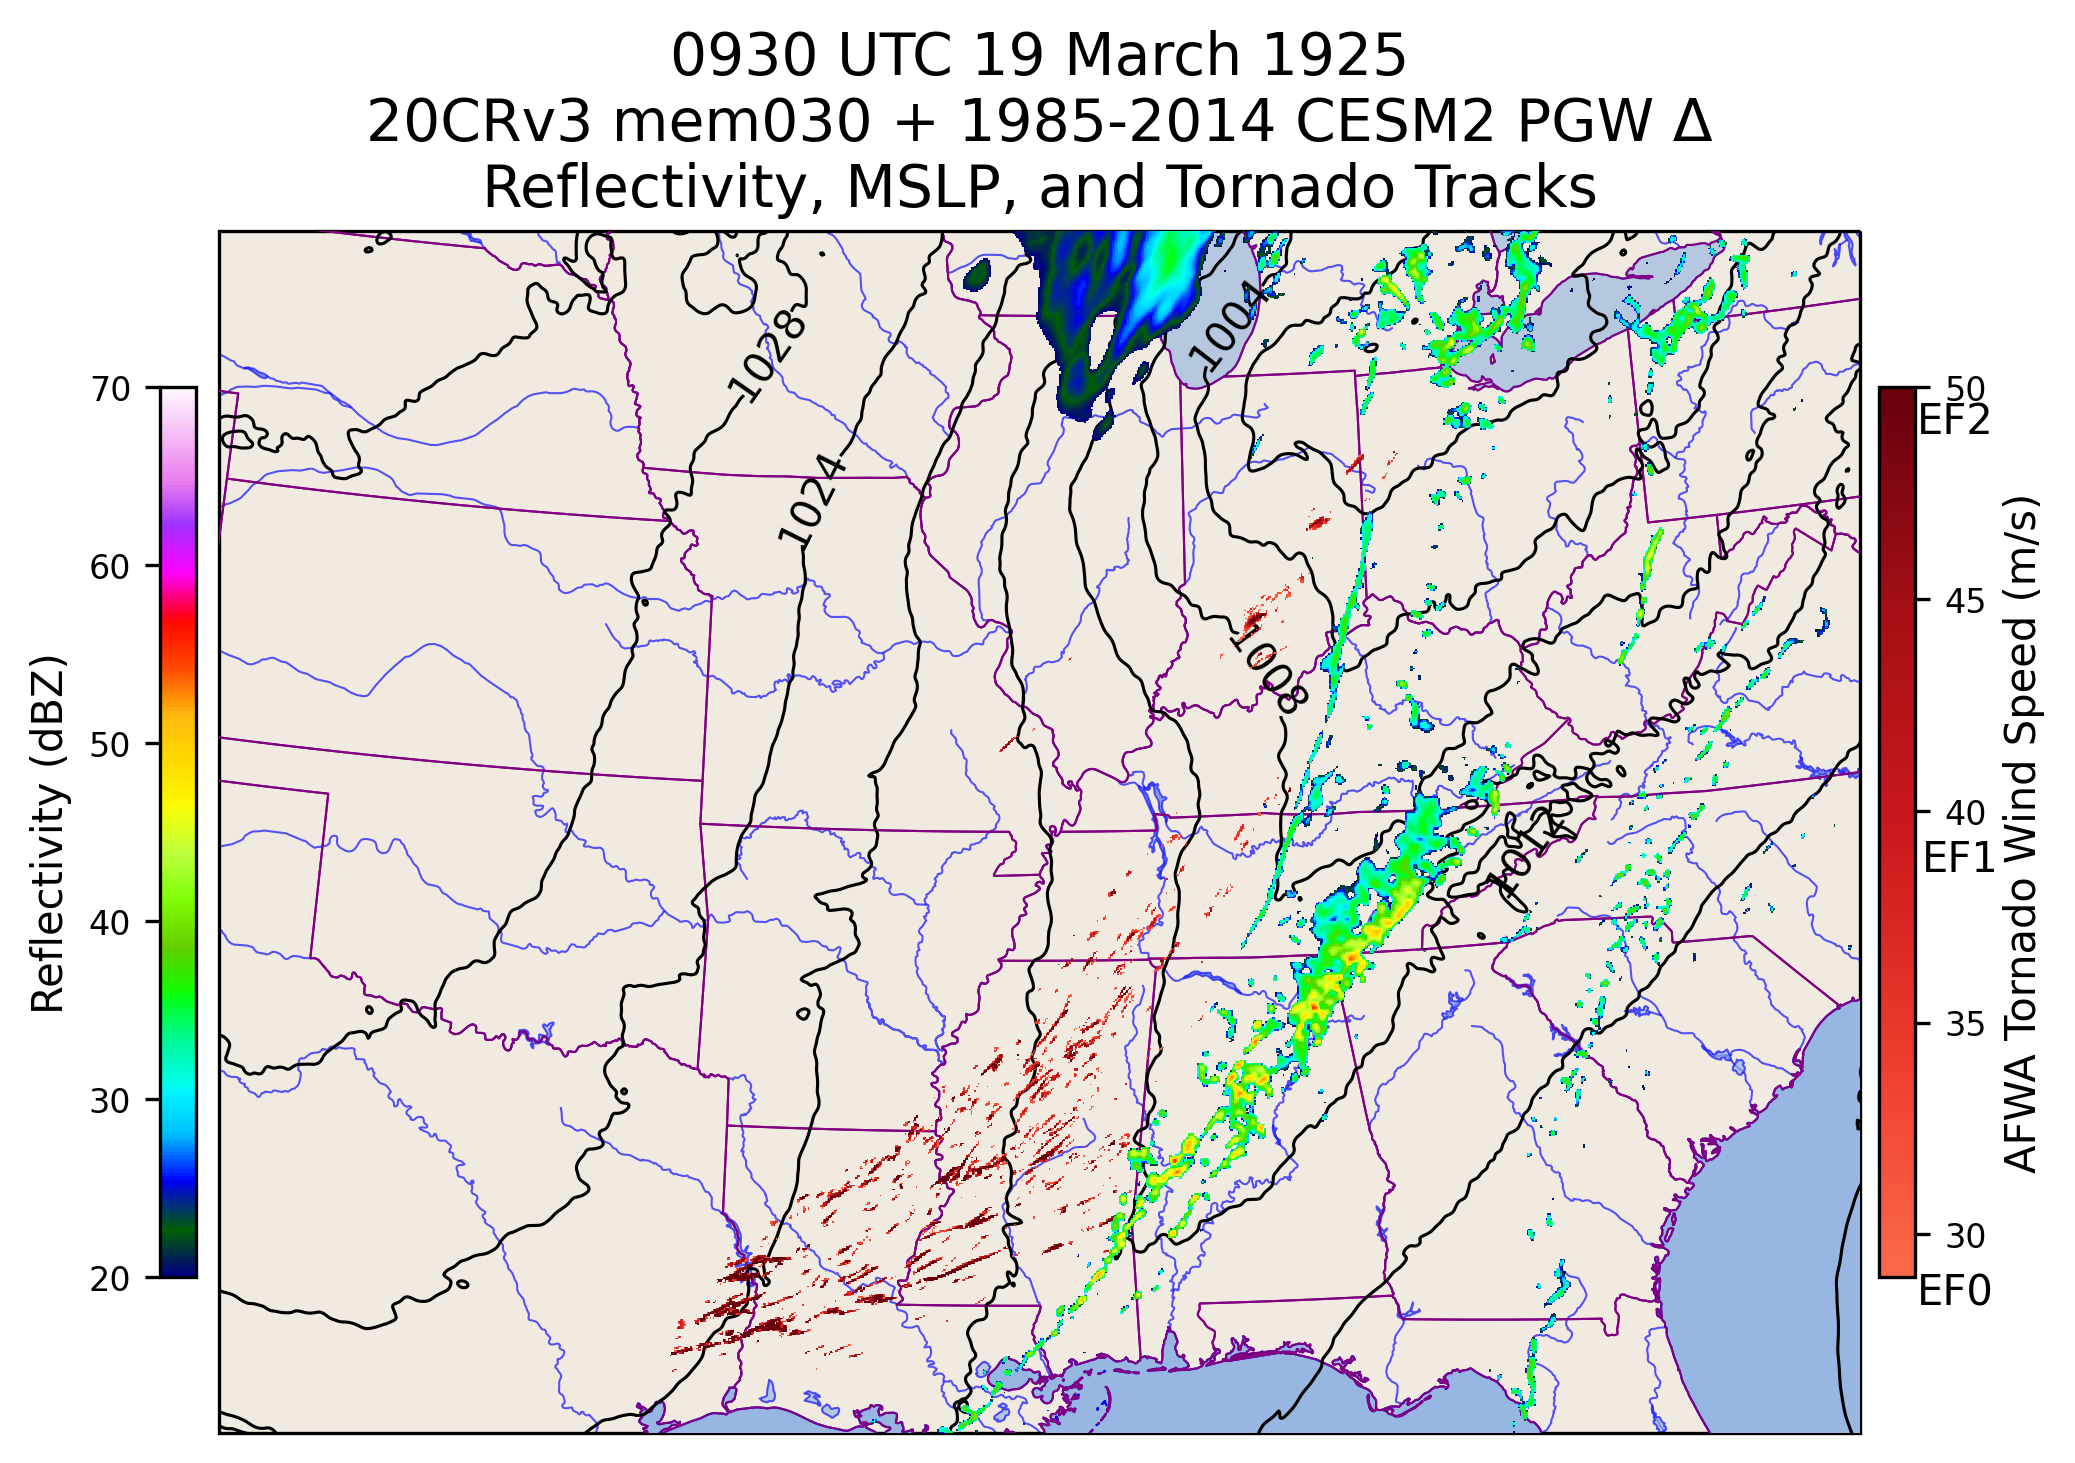 0930 UTC 19 March 1925
20CRv3 mem030 + 1985-2014 CESM2 PGW Δ
Reflectivity, MSLP, and Tornado Tracks
Reflectivity (dBZ)
70
60
50
40
30
20
1028
1024
1004
1008
1012
50
EF2
45
40
EF1
35
30
EF0
AFWA Tornado Wind Speed (m/s)